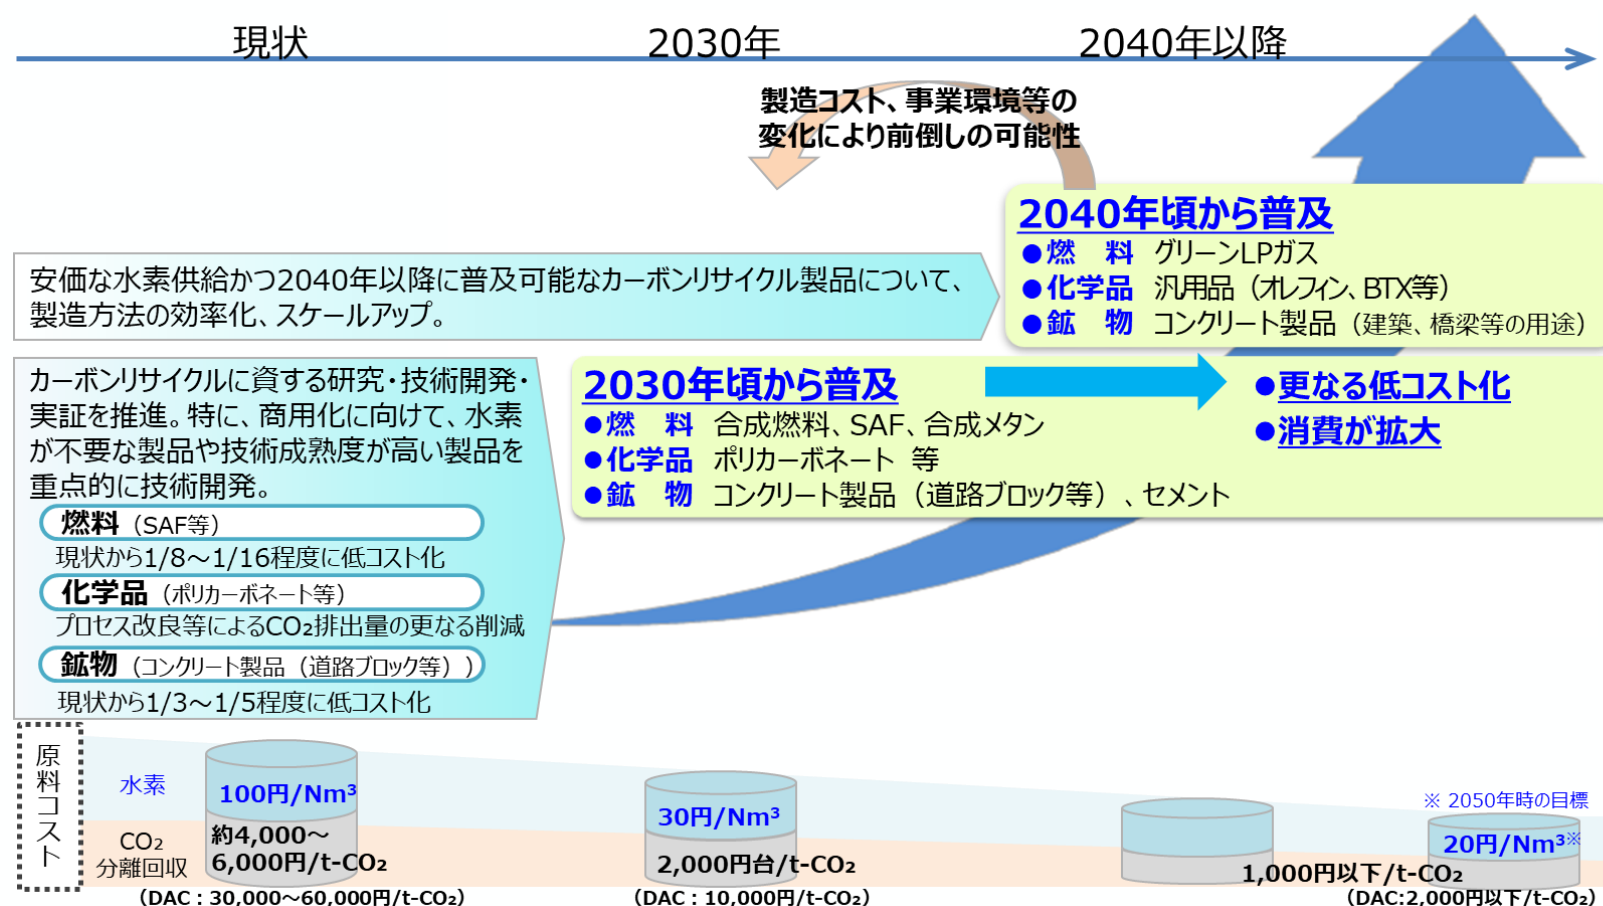 現状
2030年
2040年以降
製造コスト、事業環境等の
変化により前倒しの可能性
2040年頃から普及
●燃　料　グリーンLPガス
●化学品　汎用品（オレフィン、BTX等）
●鉱　物　コンクリート製品（建築、橋梁等の用途）
安価な水素供給かつ2040年以降に普及可能なカーボンリサイクル製品について、
製造方法の効率化、スケールアップ。
カーボンリサイクルに資する研究・技術開発・
実証を推進。特に、商用化に向けて、水素
が不要な製品や技術成熟度が高い製品を
重点的に技術開発。
燃料（SAF等）
現状から1/8～1/16程度に低コスト化
化学品（ポリカーボネート等）
プロセス改良等によるCO₂排出量の更なる削減
鉱物（コンクリート製品（道路ブロック等））
現状から1/3～1/5程度に低コスト化
2030年頃から普及
●燃　料　合成燃料、SAF、合成メタン
●化学品　ポリカーボネート 等
●鉱　物　コンクリート製品（道路ブロック等）、セメント
●更なる低コスト化
●消費が拡大
原料コスト
水素
100円/Nm³
30円/Nm³
※ 2050年時の目標
20円/Nm³※
CO₂
分離回収
約4,000～
6,000円/t-CO₂
2,000円台/t-CO₂
1,000円以下/t-CO₂
（DAC：30,000～60,000円/t-CO₂）
（DAC：10,000円/t-CO₂）
（DAC:2,000円以下/t-CO₂）